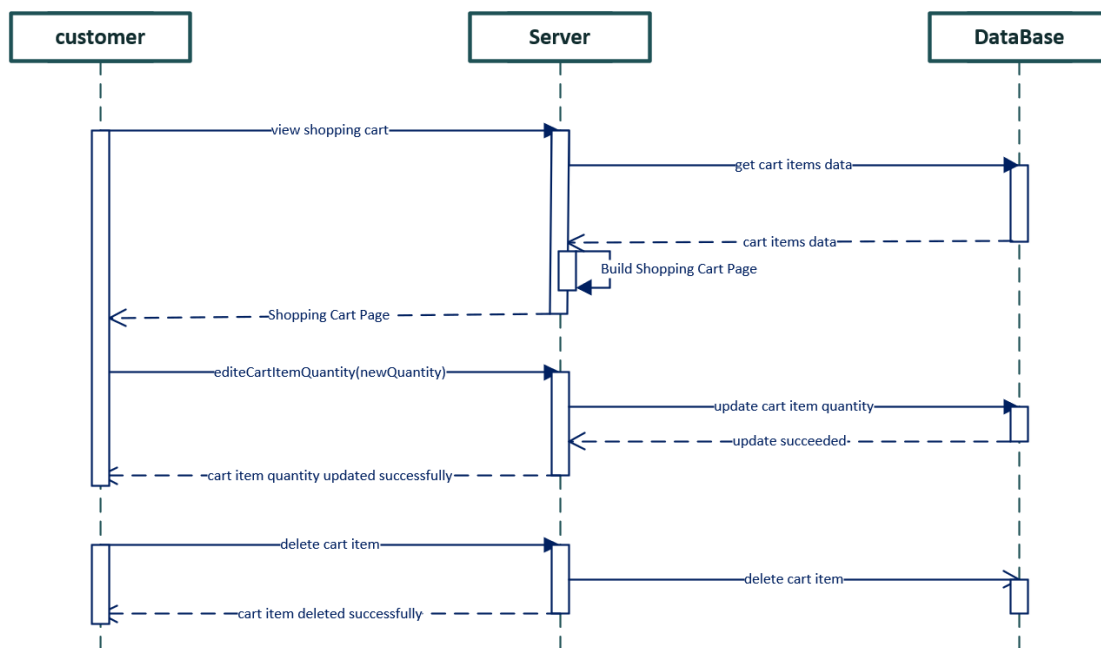 customer
Server
DataBase
view shopping cart
get cart items data
cart items data
Build Shopping Cart Page
Shopping Cart Page
editeCartItemQuantity(newQuantity)
update cart item quantity
update succeeded
cart item quantity updated successfully
delete cart item
delete cart item
cart item deleted successfully